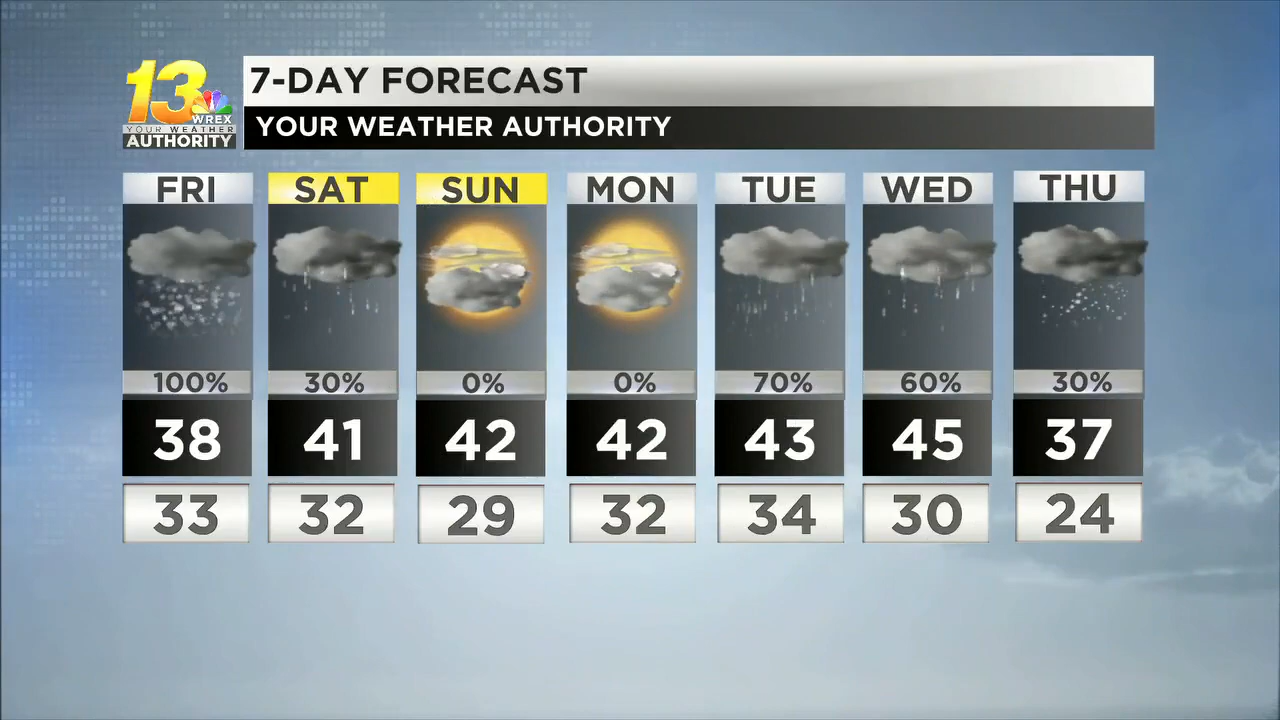 13
WREX
YOUR WEATHER
AUTHORITY
7-DAY FORECAST
YOUR WEATHER AUTHORITY
FRI SAT SUN MON TUE WED THU
100% 30% 0% 0% 70% 60% 30%
38 41 42 42 43 45 37
33 32 29 32 34 30 24